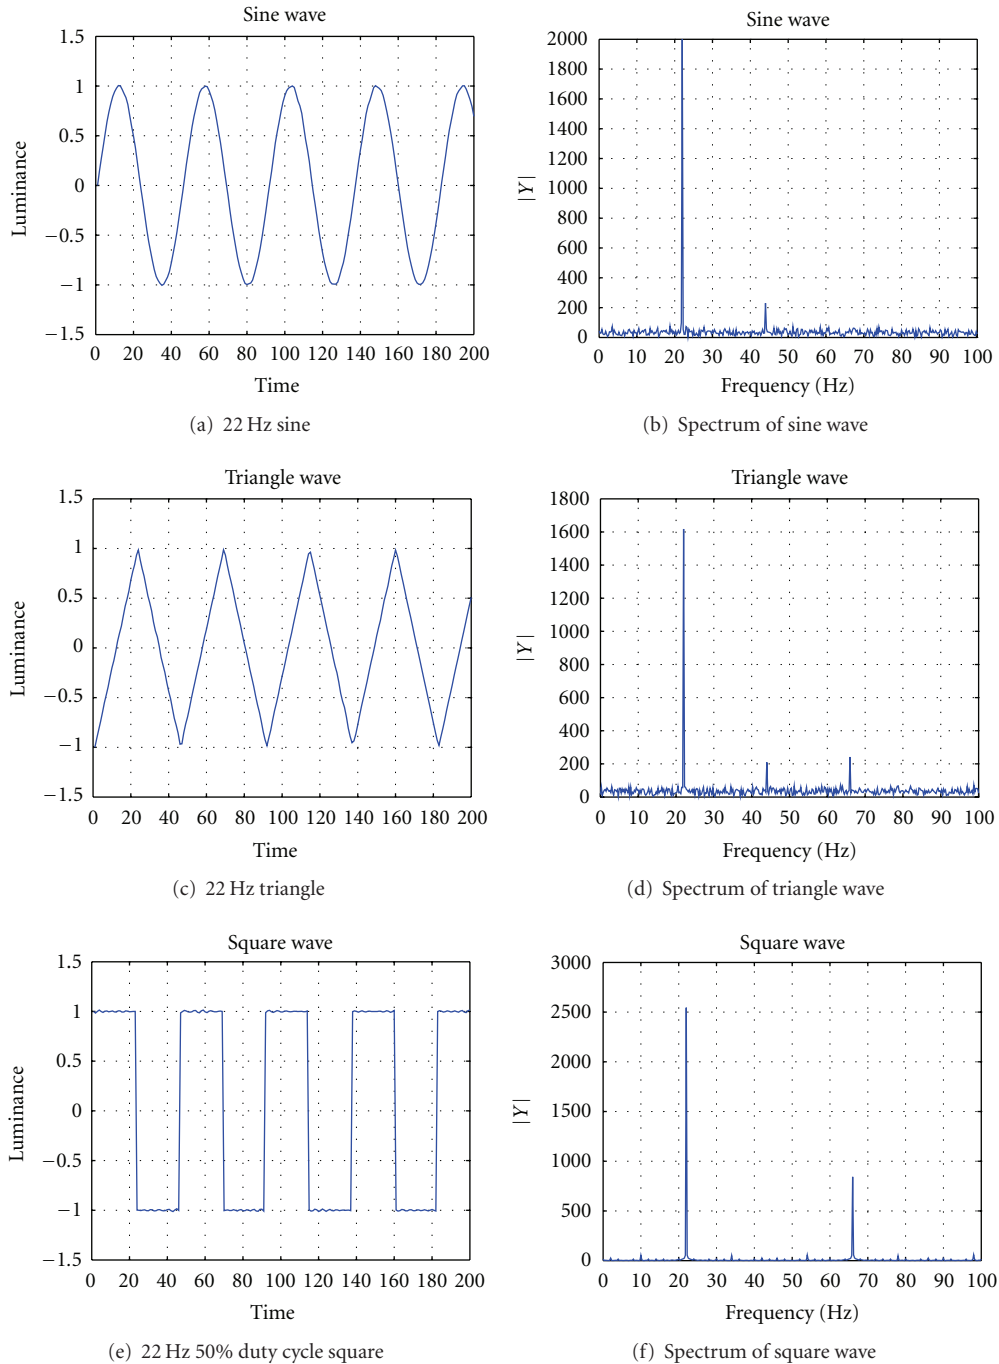 Sine wave
1.5
1
0.5
0
−0.5
−1
−1.5
Luminance
0 20 40 60 80 100 120 140 160 180 200
Time
(a) 22 Hz sine
Sine wave
2000
1800
1600
1400
1200
1000
800
600
400
200
0
|Y|
0 10 20 30 40 50 60 70 80 90 100
Frequency (Hz)
(b) Spectrum of sine wave
Triangle wave
1.5
1
0.5
0
−0.5
−1
−1.5
Luminance
0 20 40 60 80 100 120 140 160 180 200
Time
(c) 22 Hz triangle
Triangle wave
1800
1600
1400
1200
1000
800
600
400
200
0
|Y|
0 10 20 30 40 50 60 70 80 90 100
Frequency (Hz)
(d) Spectrum of triangle wave
Square wave
1.5
1
0.5
0
−0.5
−1
−1.5
Luminance
0 20 40 60 80 100 120 140 160 180 200
Time
(e) 22 Hz 50% duty cycle square
Square wave
3000
2500
2000
1500
1000
500
0
|Y|
0 10 20 30 40 50 60 70 80 90 100
Frequency (Hz)
(f) Spectrum of square wave